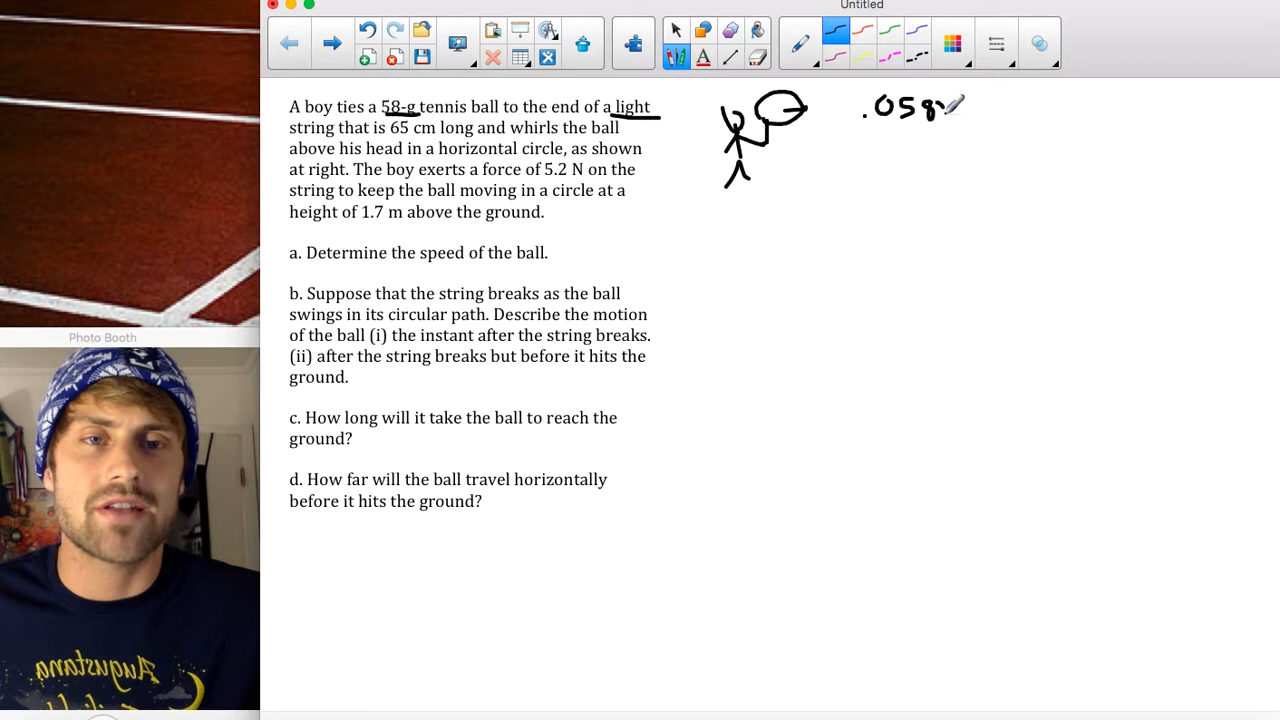 Untitled
A boy ties a 58-g tennis ball to the end of a light
string that is 65 cm long and whirls the ball
above his head in a horizontal circle, as shown
at right. The boy exerts a force of 5.2 N on the
string to keep the ball moving in a circle at a
height of 1.7 m above the ground.
.058
a. Determine the speed of the ball.
b. Suppose that the string breaks as the ball
swings in its circular path. Describe the motion
of the ball (i) the instant after the string breaks.
(ii) after the string breaks but before it hits the
ground.
c. How long will it take the ball to reach the
ground?
d. How far will the ball travel horizontally
before it hits the ground?
Photo Booth
Augustana